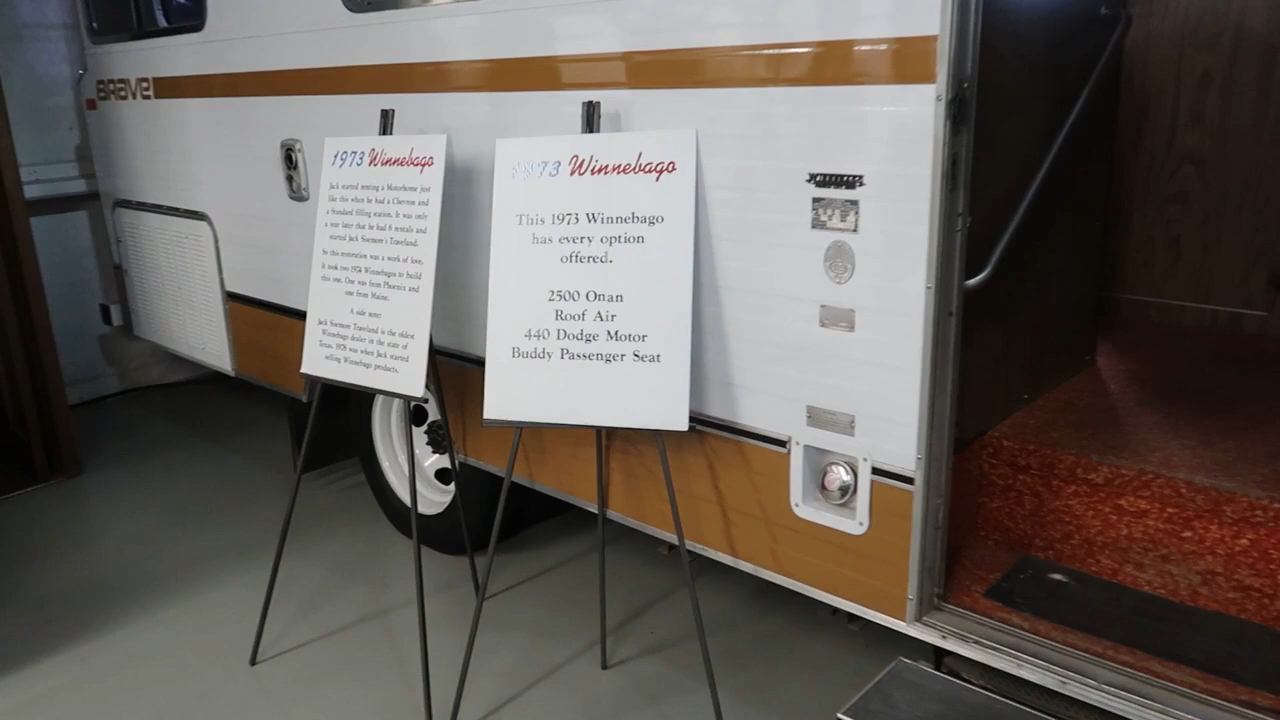 BRAVE
1973 Winnebago
Jack started renting a Motorhome just
like this when he had a Chevron and
a Standard filling station. It was only
a year later that he had 6 rentals and
started Jack Sisemore's Traveland.
So this restoration was a work of love.
It took two 1974 Winnebagos to build
this one. One was from Phoenix and
one from Maine.
A side note:
Jack Sisemore Traveland is the oldest
Winnebago dealer in the state of
Texas. 1978 was when Jack started
selling Winnebago products.
1973 Winnebago
This 1973 Winnebago
has every option
offered.
2500 Onan
Roof Air
440 Dodge Motor
Buddy Passenger Seat